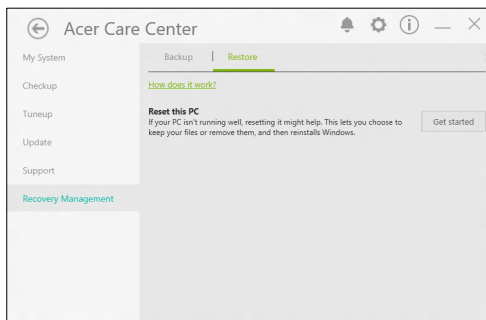 Acer Care Center
My System
Backup
Restore
Checkup
How does it work?
Tuneup
Reset this PC
If your PC isn't running well, resetting it might help. This lets you choose to
keep your files or remove them, and then reinstalls Windows.
Get started
Update
Support
Recovery Management